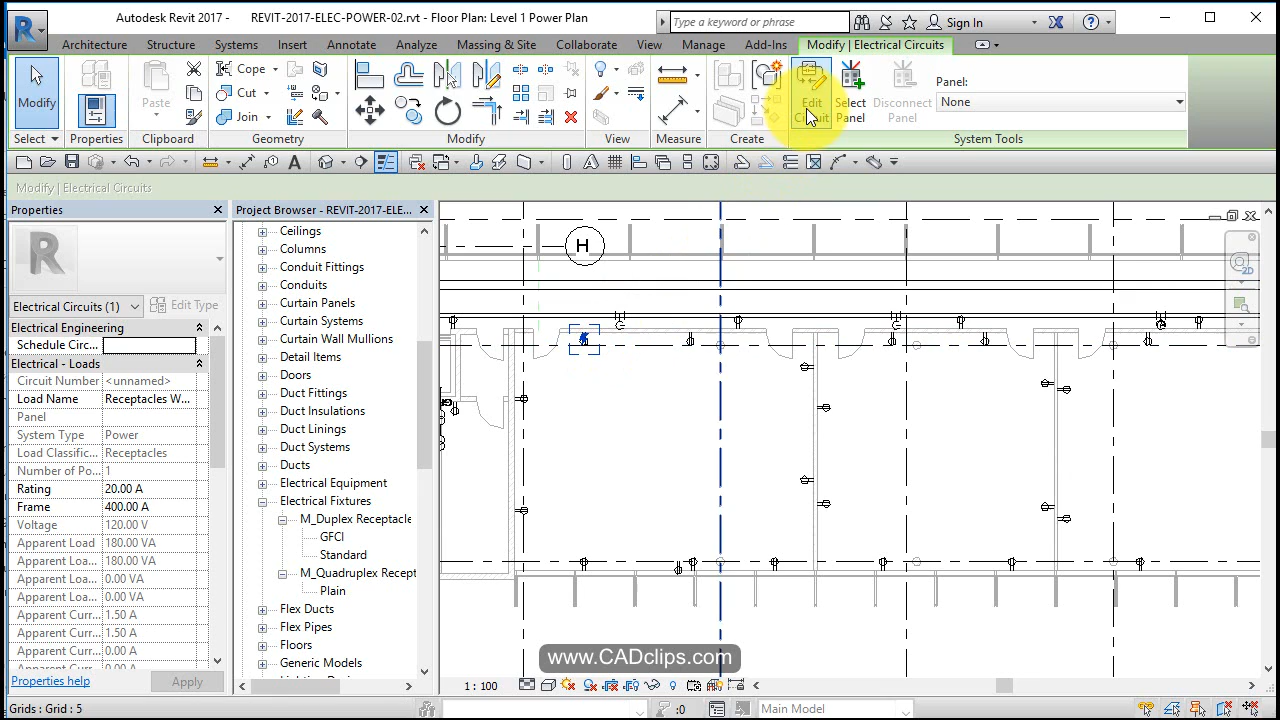 Autodesk Revit 2017 - REVIT-2017-ELEC-POWER-02.rvt - Floor Plan: Level 1 Power Plan
Type a keyword or phrase
Sign In
Architecture Structure Systems Insert Annotate Analyze Massing & Site Collaborate View Manage Add-Ins Modify | Electrical Circuits
Modify Paste Cope Cut Join Edit Circuit Select Panel Disconnect Panel Panel: None
Select Properties Clipboard Geometry Modify View Measure Create System Tools
Modify | Electrical Circuits
Properties
Electrical Circuits (1) Edit Type
Electrical Engineering
Schedule Circ...
Electrical - Loads
Circuit Number <unnamed>
Load Name Receptacles W...
Panel
System Type Power
Load Classific... Receptacles
Number of Po... 1
Rating 20.00 A
Frame 400.00 A
Voltage 120.00 V
Apparent Load 180.00 VA
Apparent Loa... 180.00 VA
Apparent Loa... 0.00 VA
Apparent Loa... 0.00 VA
Apparent Curr... 1.50 A
Apparent Curr... 1.50 A
Apparent Curr... 0.00 A
Apparent Curr... 0.00 A
Properties help Apply
Project Browser - REVIT-2017-ELE...
Ceilings
Columns
Conduit Fittings
Conduits
Curtain Panels
Curtain Systems
Curtain Wall Mullions
Detail Items
Doors
Duct Fittings
Duct Insulations
Duct Linings
Duct Systems
Ducts
Electrical Equipment
Electrical Fixtures
M_Duplex Receptacle
GFCI
Standard
M_Quadruplex Recept
Plain
Flex Ducts
Flex Pipes
Floors
Generic Models
H
2D
www.CADclips.com
1 : 100
Grids : Grid : 5
:0 Main Model